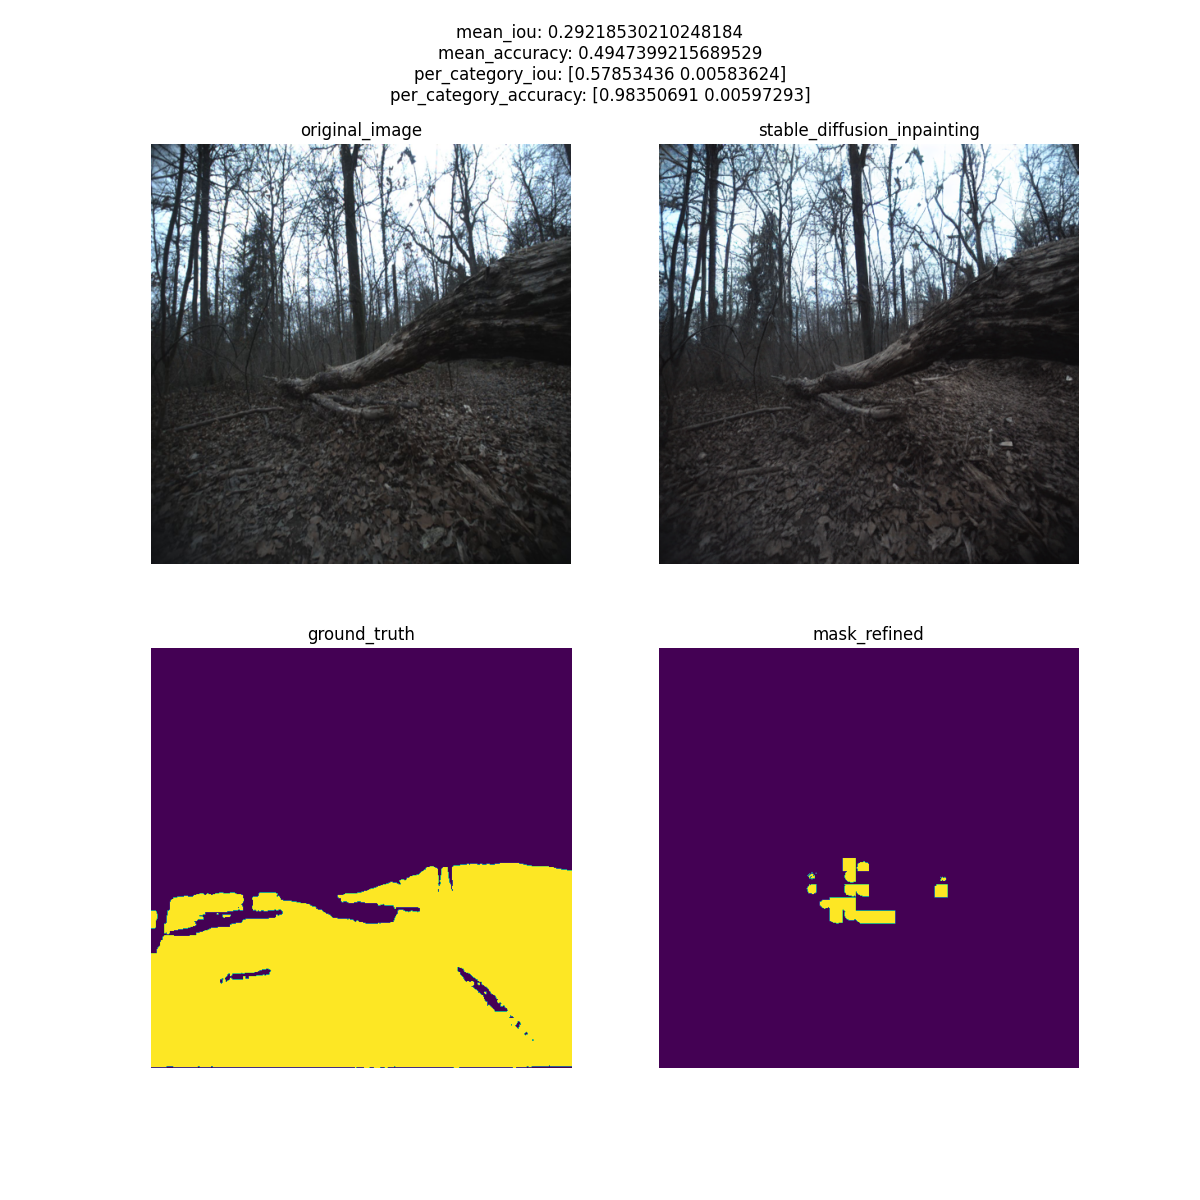 mean_iou: 0.29218530210248184
mean_accuracy: 0.4947399215689529
per_category_iou: [0.57853436 0.00583624]
per_category_accuracy: [0.98350691 0.00597293]
original_image
stable_diffusion_inpainting
ground_truth
mask_refined